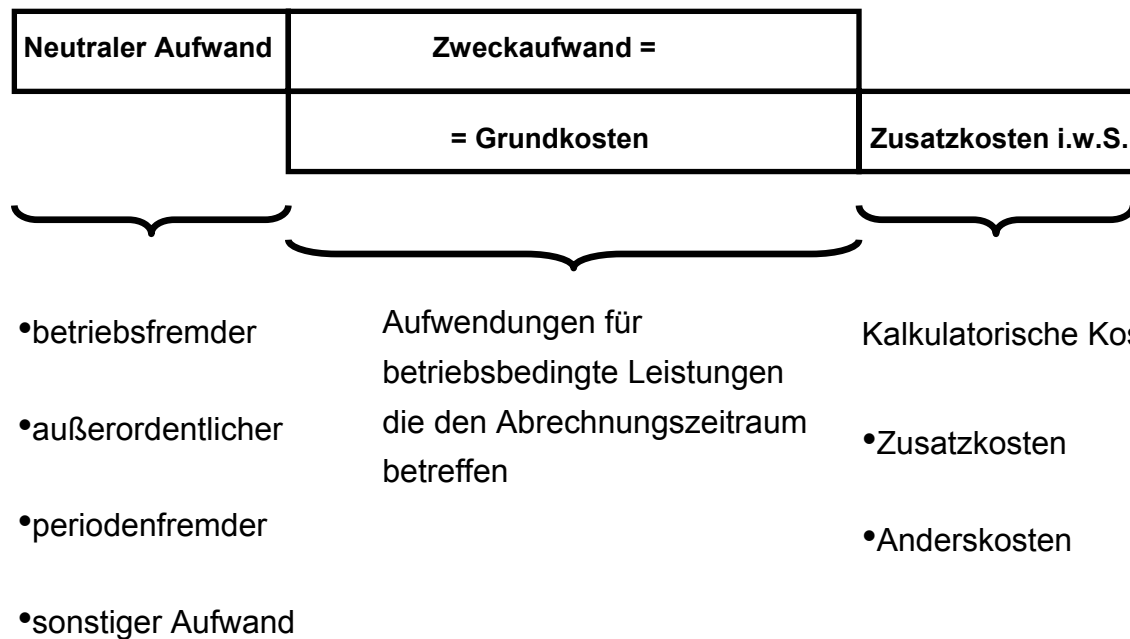 Neutraler Aufwand
Zweckaufwand =
= Grundkosten
Zusatzkosten i.w.S.
•betriebsfremder
•außerordentlicher
•periodenfremder
•sonstiger Aufwand
Aufwendungen für
betriebsbedingte Leistungen
die den Abrechnungszeitraum
betreffen
Kalkulatorische
•Zusatzkosten
•Anderskosten